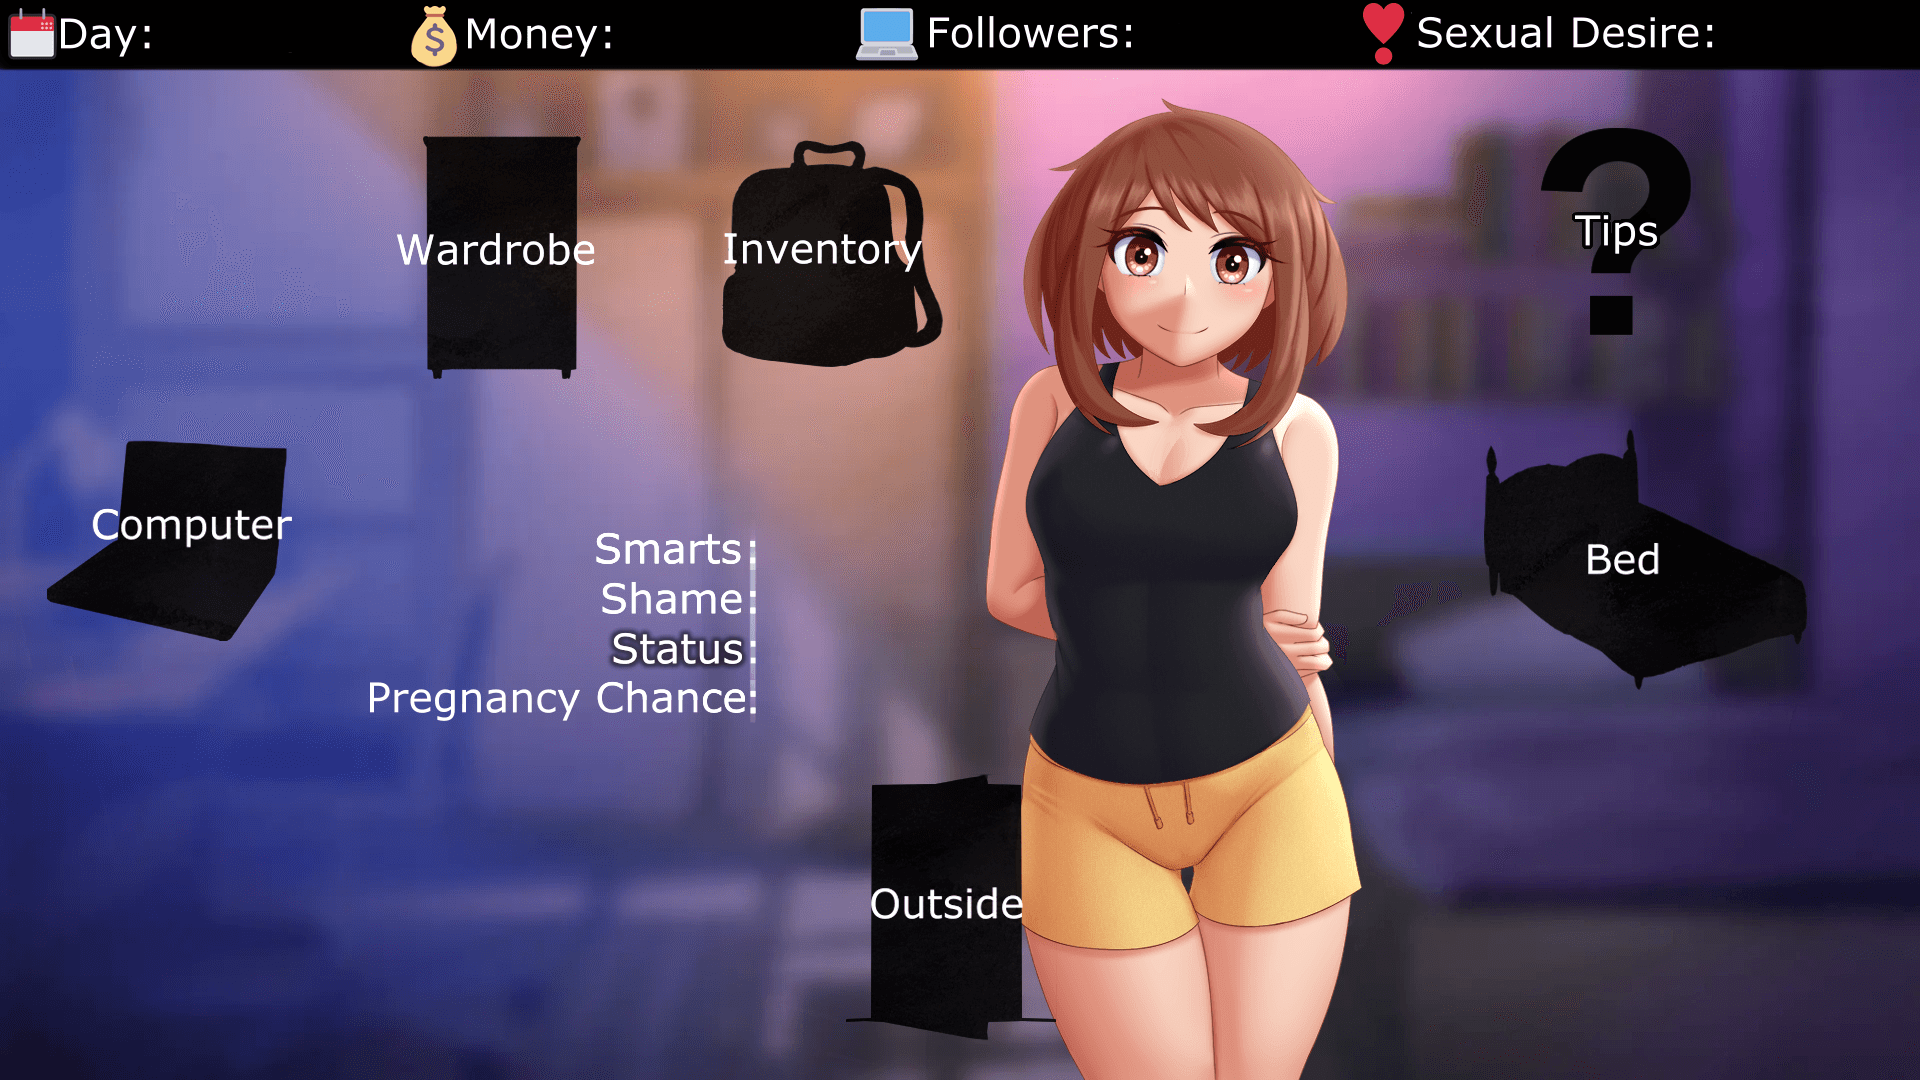 Day:
Money:
Followers:
Sexual Desire:
Wardrobe
Inventory
Tips
Computer
Smarts:
Shame:
Status:
Pregnancy Chance:
Bed
Outside